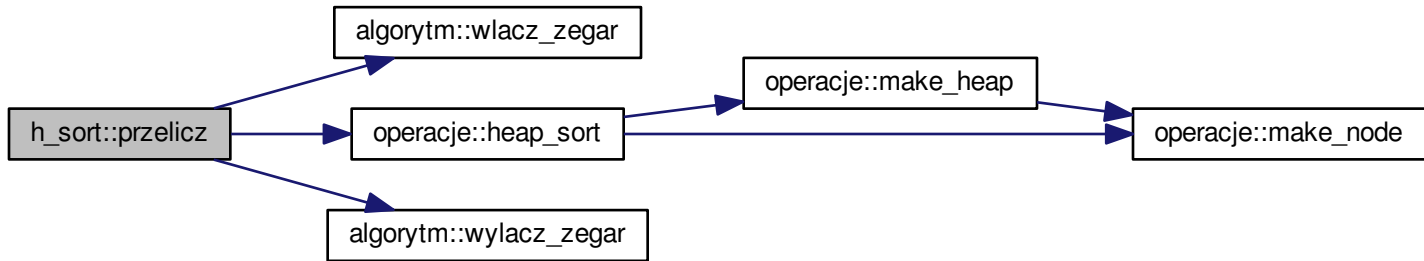 h_sort::przelicz
algorytm::wlacz_zegar
operacje::heap_sort
algorytm::wylacz_zegar
operacje::make_heap
operacje::make_node